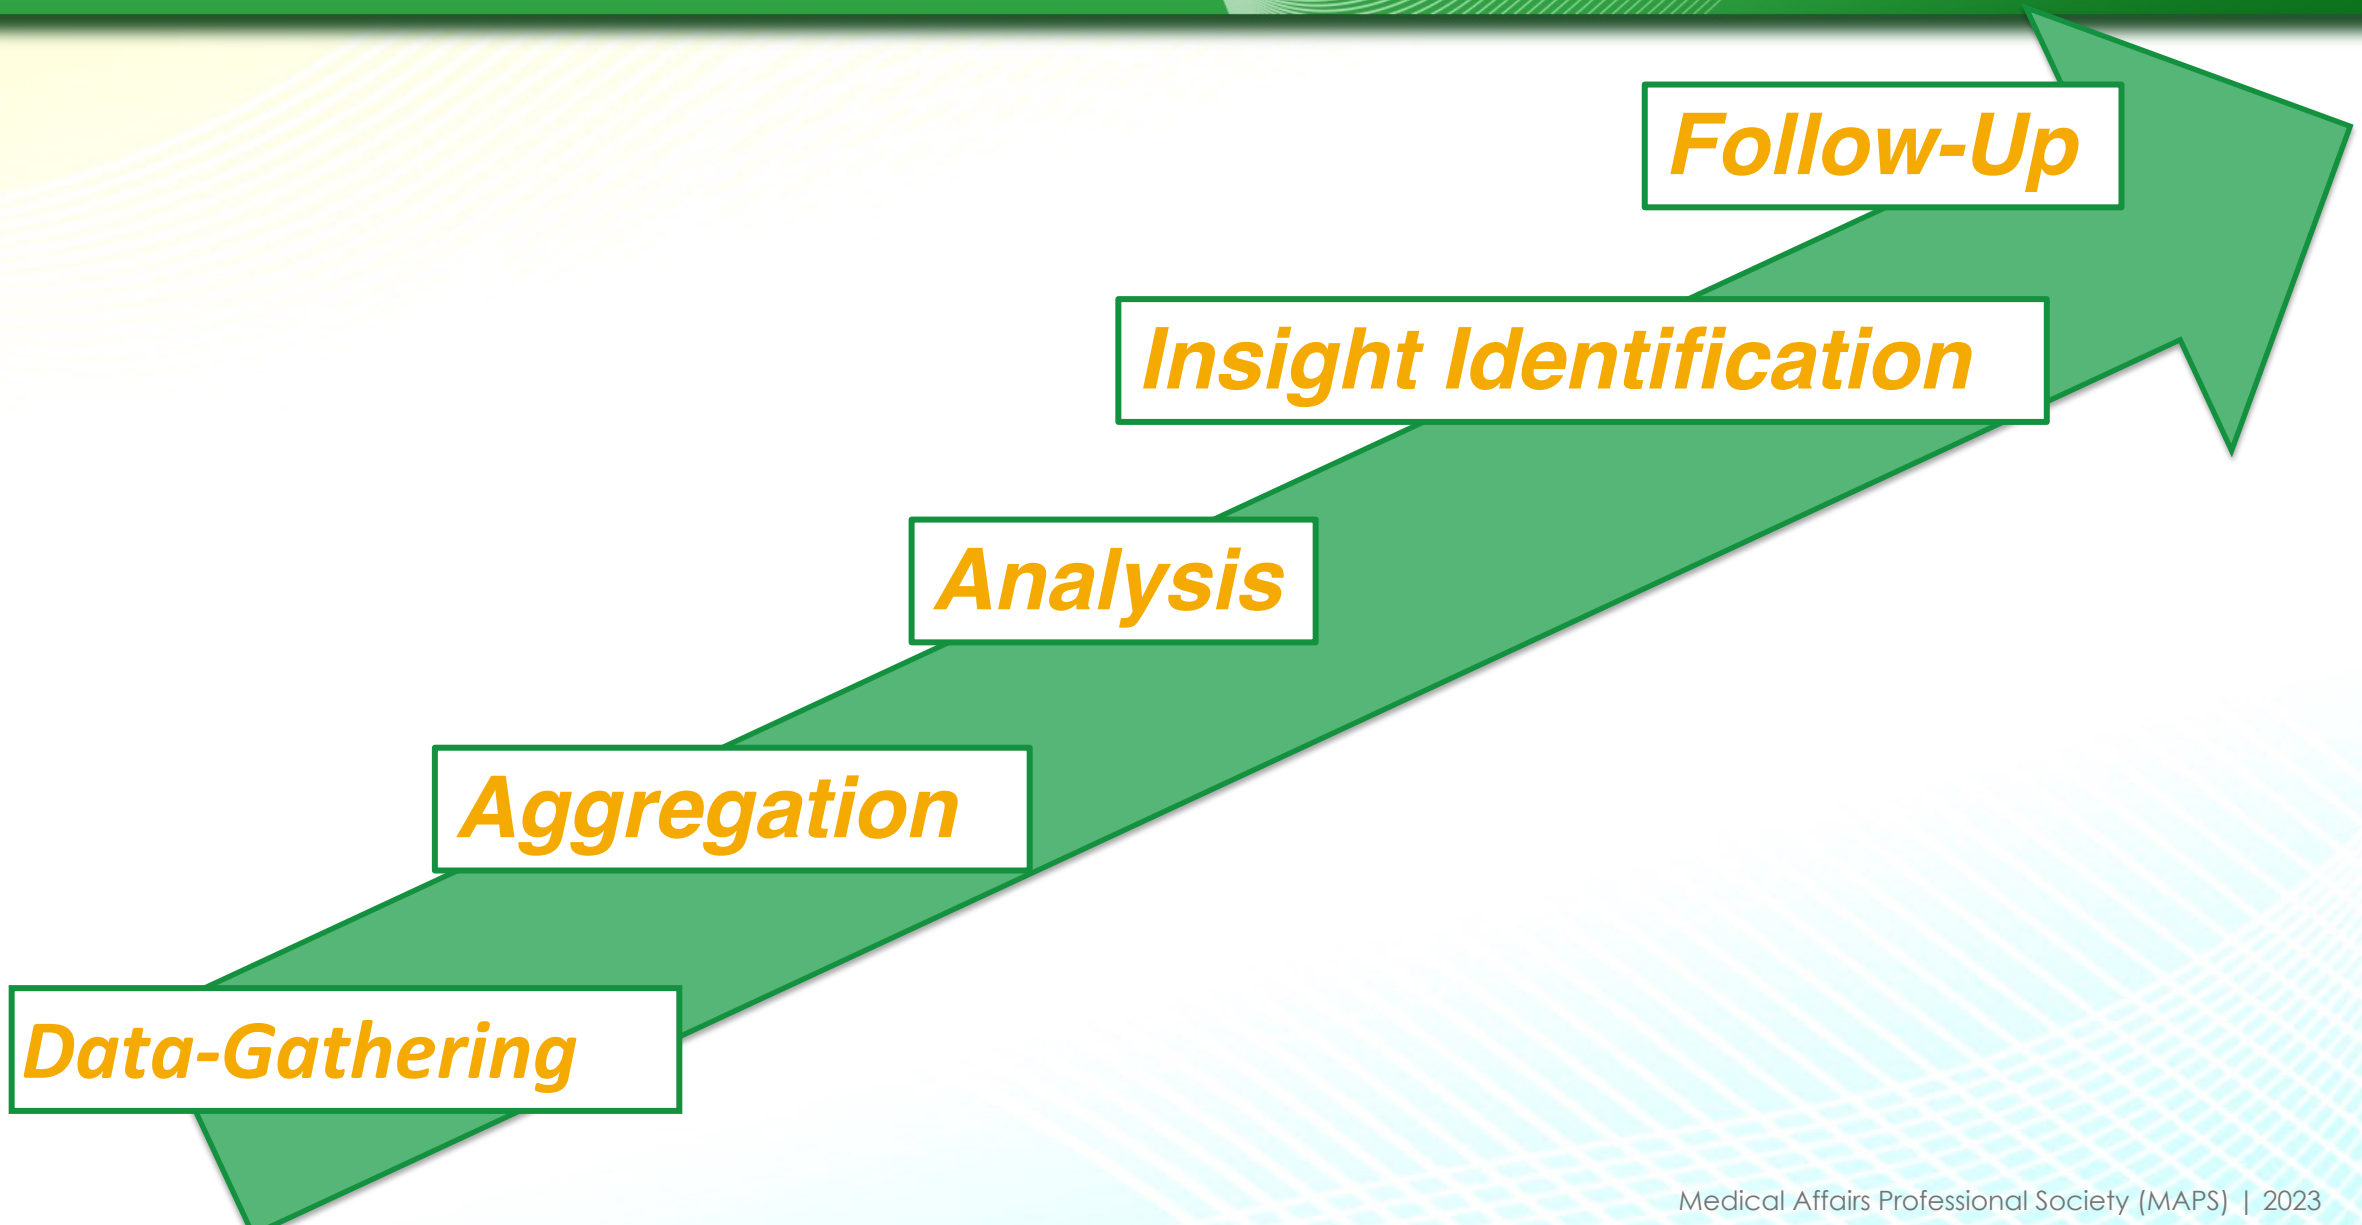 Follow-Up
Insight Identification
Analysis
Aggregation
Data-Gathering
Medical Affairs Professional Society (MAPS) | 2023